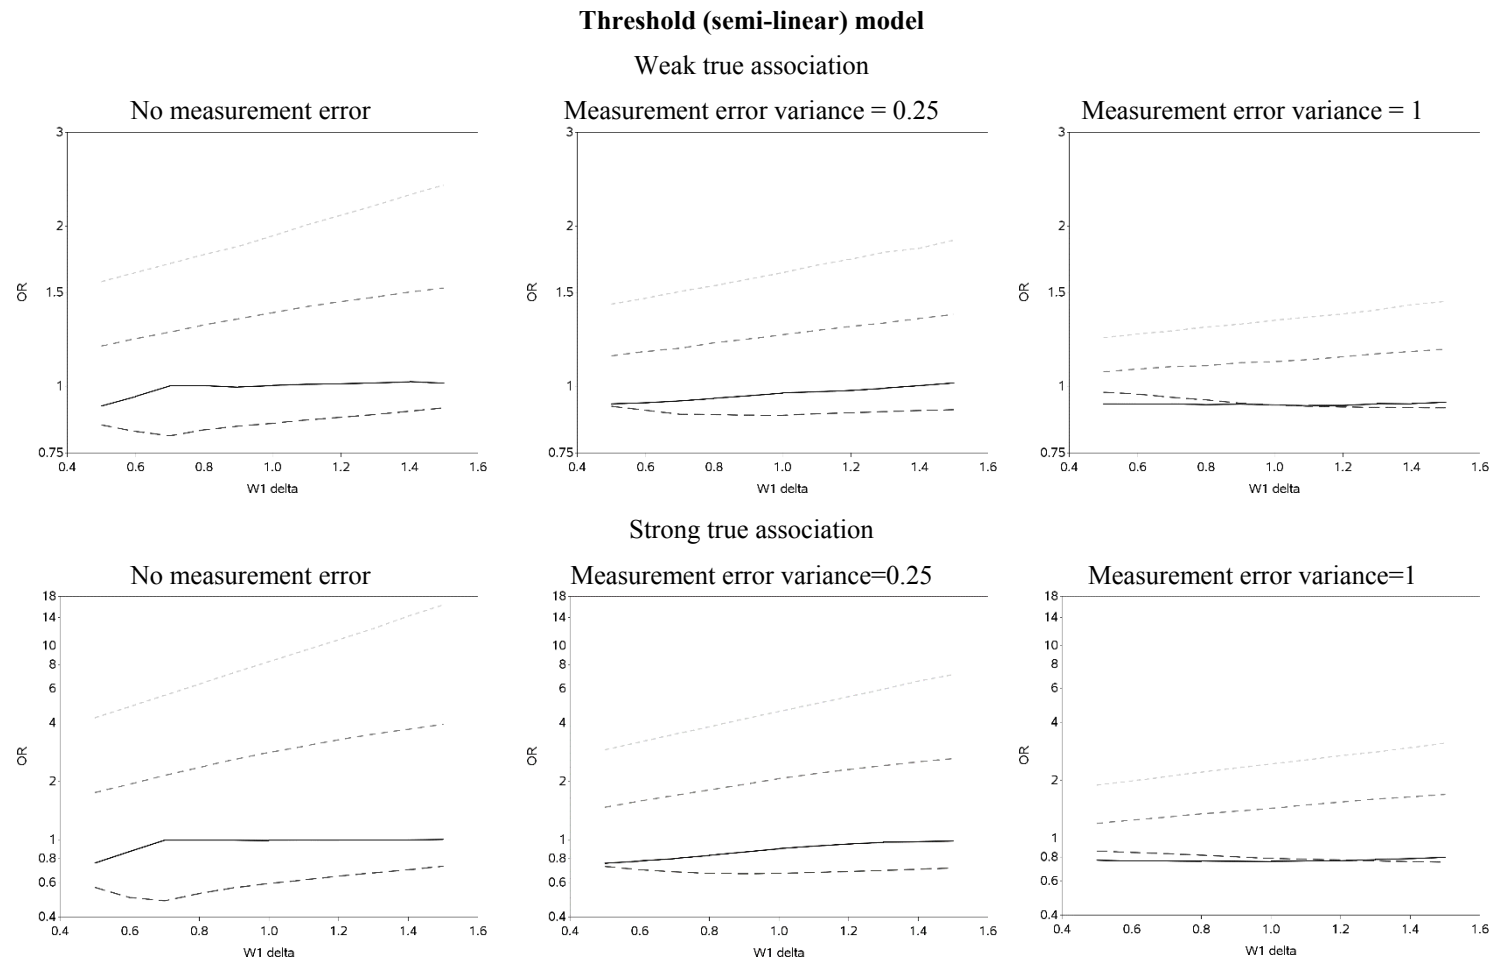 Threshold (semi-linear) model
Weak true association
No measurement error
Measurement error variance = 0.25
Measurement error variance = 1
3
2
1.5
1
0.75
OR
0.4 0.6 0.8 1.0 1.2 1.4 1.6
W1 delta
3
2
1.5
1
0.75
OR
0.4 0.6 0.8 1.0 1.2 1.4 1.6
W1 delta
3
2
1.5
1
0.75
OR
0.4 0.6 0.8 1.0 1.2 1.4 1.6
W1 delta
Strong true association
No measurement error
Measurement error variance=0.25
Measurement error variance=1
18
14
10
8
6
4
2
1
0.8
0.6
0.4
OR
0.4 0.6 0.8 1.0 1.2 1.4 1.6
W1 delta
18
14
10
8
6
4
2
1
0.8
0.6
0.4
OR
0.4 0.6 0.8 1.0 1.2 1.4 1.6
W1 delta
18
14
10
8
6
4
2
1
0.8
0.6
0.4
OR
0.4 0.6 0.8 1.0 1.2 1.4 1.6
W1 delta